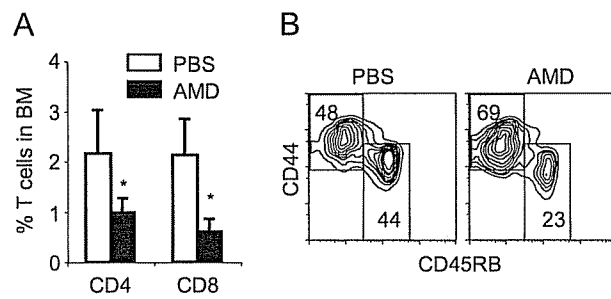 A
% T cells in BM
4
3
2
1
0
PBS
AMD
*
*
CD4
CD8
B
PBS
AMD
CD44
48
44
69
23
CD45RB